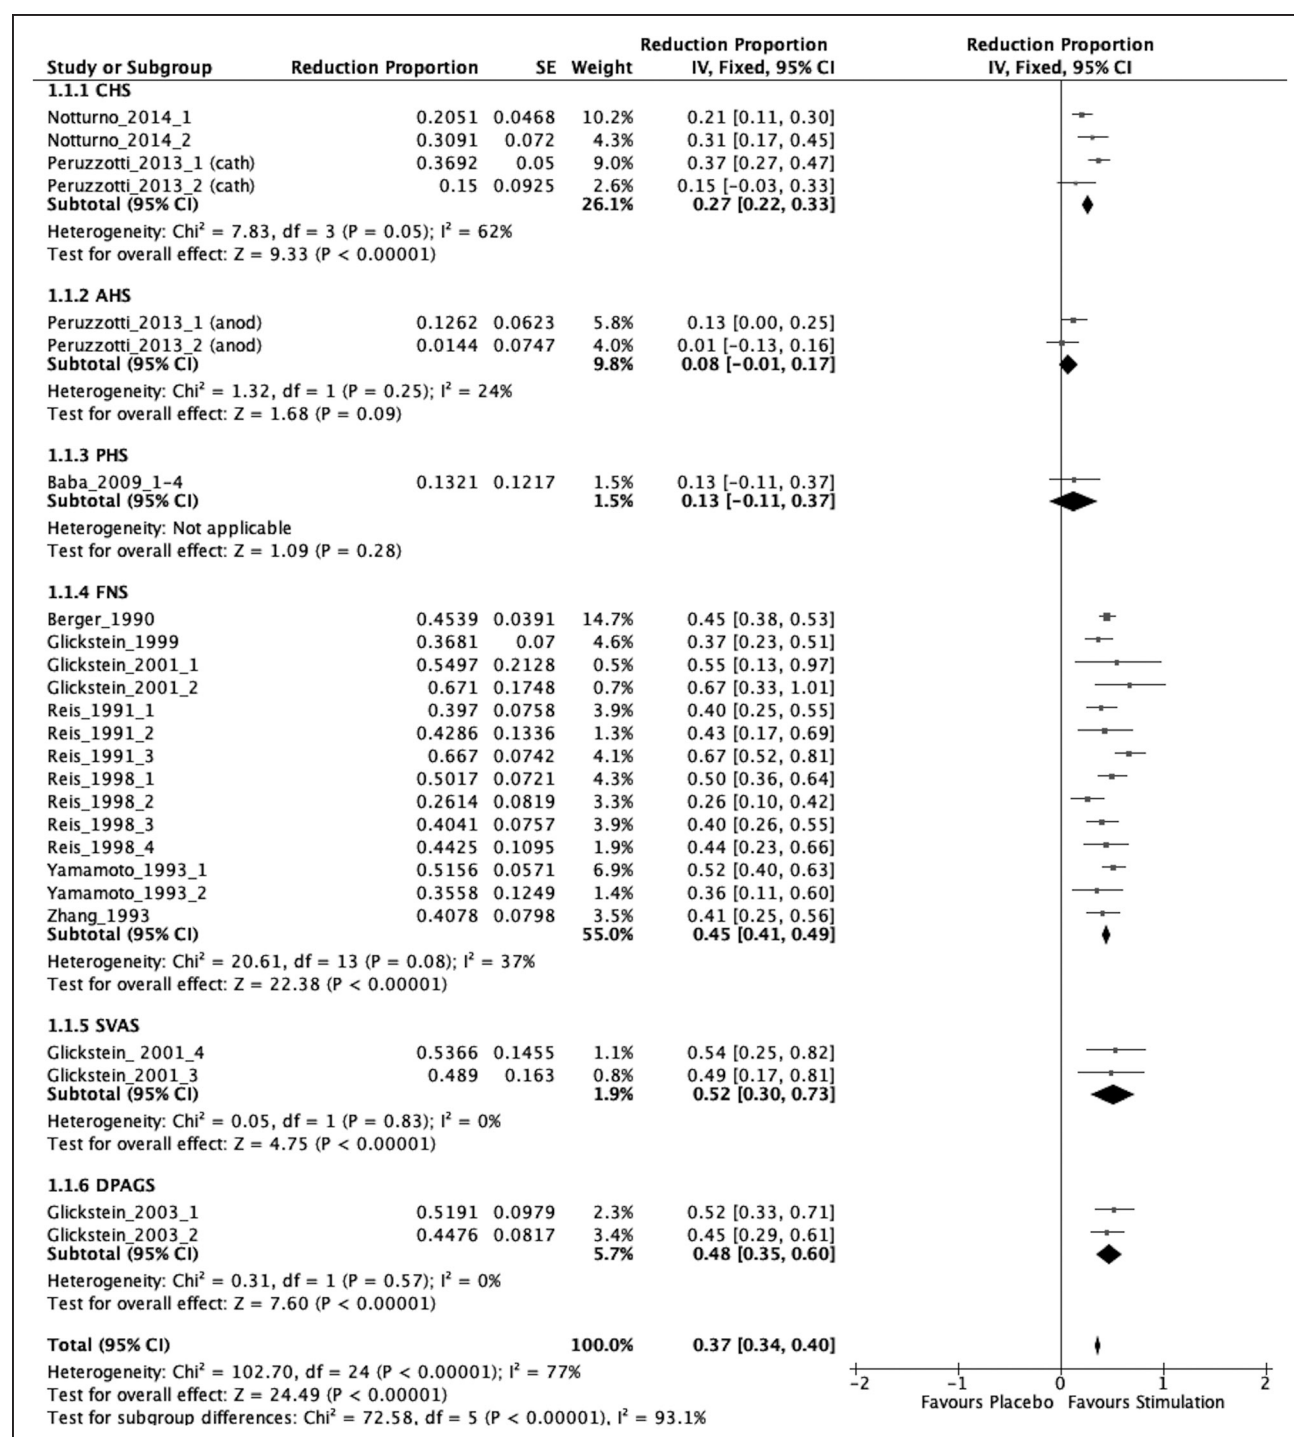 Reduction Proportion Reduction Proportion
Study or Subgroup Reduction Proportion SE Weight IV, Fixed, 95% CI IV, Fixed, 95% CI
1.1.1 CHS
Notturno_2014_1 0.2051 0.0468 10.2% 0.21 [0.11, 0.30]
Notturno_2014_2 0.3091 0.072 4.3% 0.31 [0.17, 0.45]
Peruzzotti_2013_1 (cath) 0.3692 0.05 9.0% 0.37 [0.27, 0.47]
Peruzzotti_2013_2 (cath) 0.15 0.0925 2.6% 0.15 [−0.03, 0.33]
Subtotal (95% CI) 26.1% 0.27 [0.22, 0.33]
Heterogeneity: Chi² = 7.83, df = 3 (P = 0.05); I² = 62%
Test for overall effect: Z = 9.33 (P < 0.00001)
1.1.2 AHS
Peruzzotti_2013_1 (anod) 0.1262 0.0623 5.8% 0.13 [0.00, 0.25]
Peruzzotti_2013_2 (anod) 0.0144 0.0747 4.0% 0.01 [−0.13, 0.16]
Subtotal (95% CI) 9.8% 0.08 [−0.01, 0.17]
Heterogeneity: Chi² = 1.32, df = 1 (P = 0.25); I² = 24%
Test for overall effect: Z = 1.68 (P = 0.09)
1.1.3 PHS
Baba_2009_1−4 0.1321 0.1217 1.5% 0.13 [−0.11, 0.37]
Subtotal (95% CI) 1.5% 0.13 [−0.11, 0.37]
Heterogeneity: Not applicable
Test for overall effect: Z = 1.09 (P = 0.28)
1.1.4 FNS
Berger_1990 0.4539 0.0391 14.7% 0.45 [0.38, 0.53]
Glickstein_1999 0.3681 0.07 4.6% 0.37 [0.23, 0.51]
Glickstein_2001_1 0.5497 0.2128 0.5% 0.55 [0.13, 0.97]
Glickstein_2001_2 0.671 0.1748 0.7% 0.67 [0.33, 1.01]
Reis_1991_1 0.397 0.0758 3.9% 0.40 [0.25, 0.55]
Reis_1991_2 0.4286 0.1336 1.3% 0.43 [0.17, 0.69]
Reis_1991_3 0.667 0.0742 4.1% 0.67 [0.52, 0.81]
Reis_1998_1 0.5017 0.0721 4.3% 0.50 [0.36, 0.64]
Reis_1998_2 0.2614 0.0819 3.3% 0.26 [0.10, 0.42]
Reis_1998_3 0.4041 0.0757 3.9% 0.40 [0.26, 0.55]
Reis_1998_4 0.4425 0.1095 1.9% 0.44 [0.23, 0.66]
Yamamoto_1993_1 0.5156 0.0571 6.9% 0.52 [0.40, 0.63]
Yamamoto_1993_2 0.3558 0.1249 1.4% 0.36 [0.11, 0.60]
Zhang_1993 0.4078 0.0798 3.5% 0.41 [0.25, 0.56]
Subtotal (95% CI) 55.0% 0.45 [0.41, 0.49]
Heterogeneity: Chi² = 20.61, df = 13 (P = 0.08); I² = 37%
Test for overall effect: Z = 22.38 (P < 0.00001)
1.1.5 SVAS
Glickstein_ 2001_4 0.5366 0.1455 1.1% 0.54 [0.25, 0.82]
Glickstein_2001_3 0.489 0.163 0.8% 0.49 [0.17, 0.81]
Subtotal (95% CI) 1.9% 0.52 [0.30, 0.73]
Heterogeneity: Chi² = 0.05, df = 1 (P = 0.83); I² = 0%
Test for overall effect: Z = 4.75 (P < 0.00001)
1.1.6 DPAGS
Glickstein_2003_1 0.5191 0.0979 2.3% 0.52 [0.33, 0.71]
Glickstein_2003_2 0.4476 0.0817 3.4% 0.45 [0.29, 0.61]
Subtotal (95% CI) 5.7% 0.48 [0.35, 0.60]
Heterogeneity: Chi² = 0.31, df = 1 (P = 0.57); I² = 0%
Test for overall effect: Z = 7.60 (P < 0.00001)
Total (95% CI) 100.0% 0.37 [0.34, 0.40]
Heterogeneity: Chi² = 102.70, df = 24 (P < 0.00001); I² = 77%
Test for overall effect: Z = 24.49 (P < 0.00001)
Test for subgroup differences: Chi² = 72.58, df = 5 (P < 0.00001), I² = 93.1%
−2 −1 0 1 2
Favours Placebo Favours Stimulation